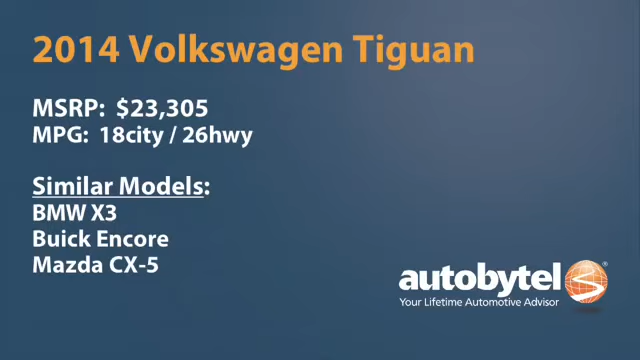 2014 Volkswagen Tiguan
MSRP: $23,305
MPG: 18city / 26hwy
Similar Models:
BMW X3
Buick Encore
Mazda CX-5
autobytel®
Your Lifetime Automotive Advisor